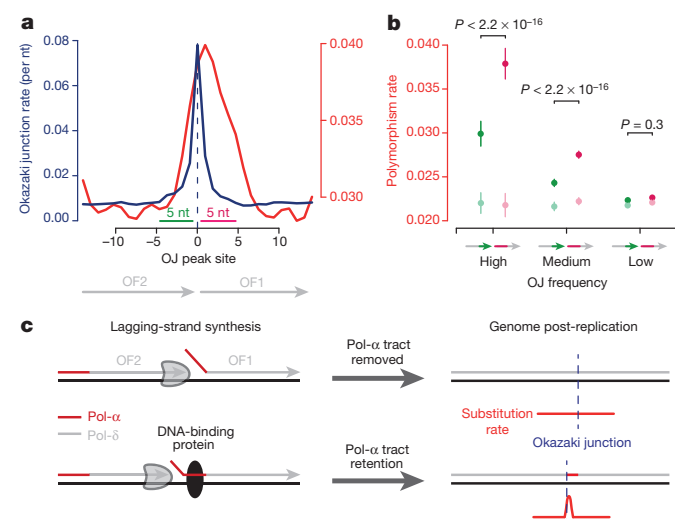 a
Okazaki junction rate (per nt)
0.08
0.06
0.04
0.02
0.00
0.040
0.035
0.030
5 nt
5 nt
−10
−5
0
5
10
OJ peak site
OF2
OF1
b
Polymorphism rate
0.040
0.035
0.030
0.025
0.020
P < 2.2 × 10−16
P < 2.2 × 10−16
P = 0.3
High
Medium
Low
OJ frequency
c
Lagging-strand synthesis
OF2
OF1
Pol-α
Pol-δ
DNA-binding
protein
Pol-α tract
removed
Pol-α tract
retention
Genome post-replication
Substitution
rate
Okazaki junction